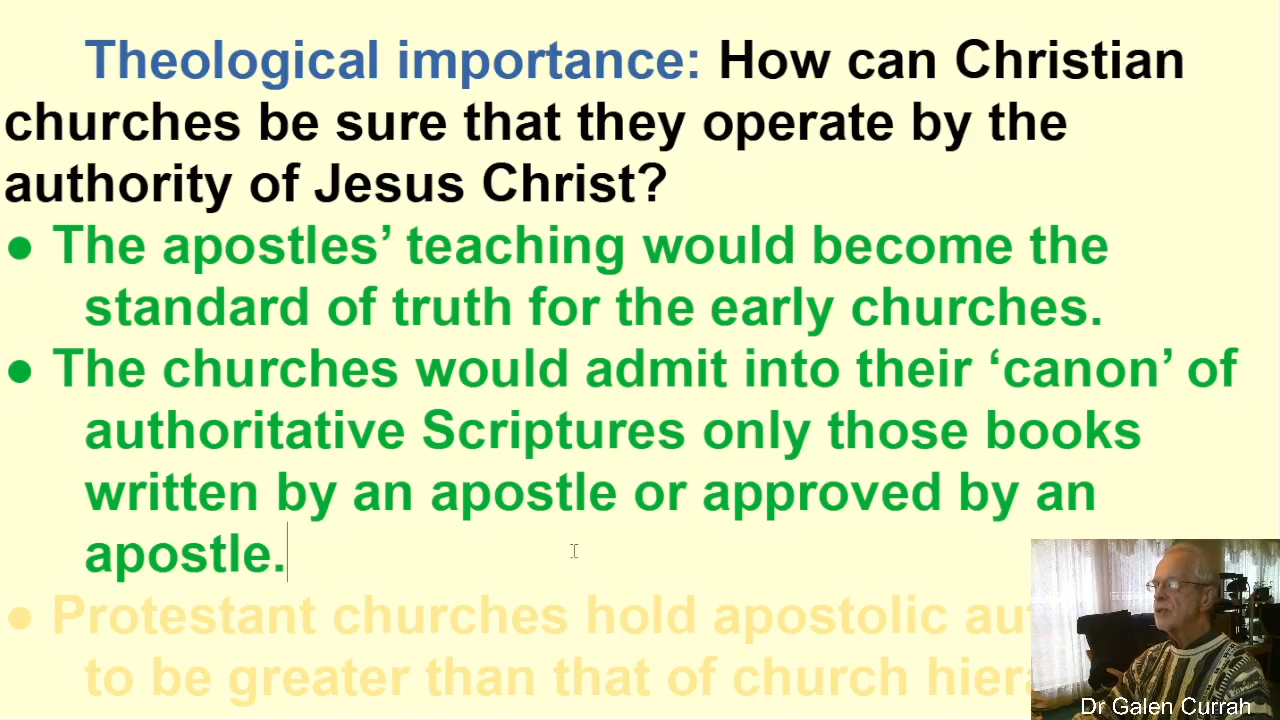 Theological importance: How can Christian
churches be sure that they operate by the
authority of Jesus Christ?
● The apostles’ teaching would become the
standard of truth for the early churches.
● The churches would admit into their ‘canon’ of
authoritative Scriptures only those books
written by an apostle or approved by an
apostle.
● Protestant churches hold apostolic
to be greater than that of church
Dr Galen Currah